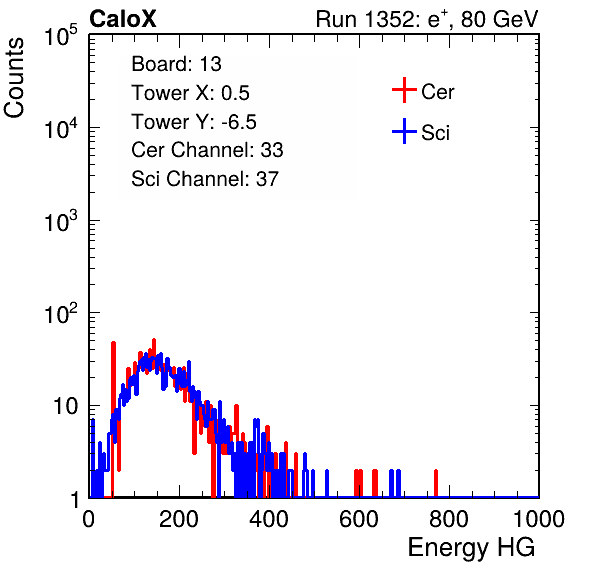 CaloX Run 1352: e⁺, 80 GeV
Counts
10⁵
10⁴
10³
10²
10
1
Board: 13
Tower X: 0.5
Tower Y: -6.5
Cer Channel: 33
Sci Channel: 37
Cer
Sci
0 200 400 600 800 1000
Energy HG